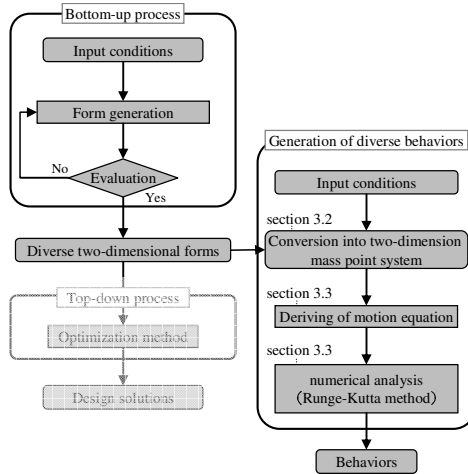 Bottom-up process
Input conditions
Form generation
No
Evaluation
Yes
Diverse two-dimensional forms
Top-down process
Optimization method
Design solutions
Generation of diverse behaviors
Input conditions
section 3.2
Conversion into two-dimension
mass point system
section 3.3
Deriving of motion equation
section 3.3
numerical analysis
(Runge-Kutta method)
Behaviors